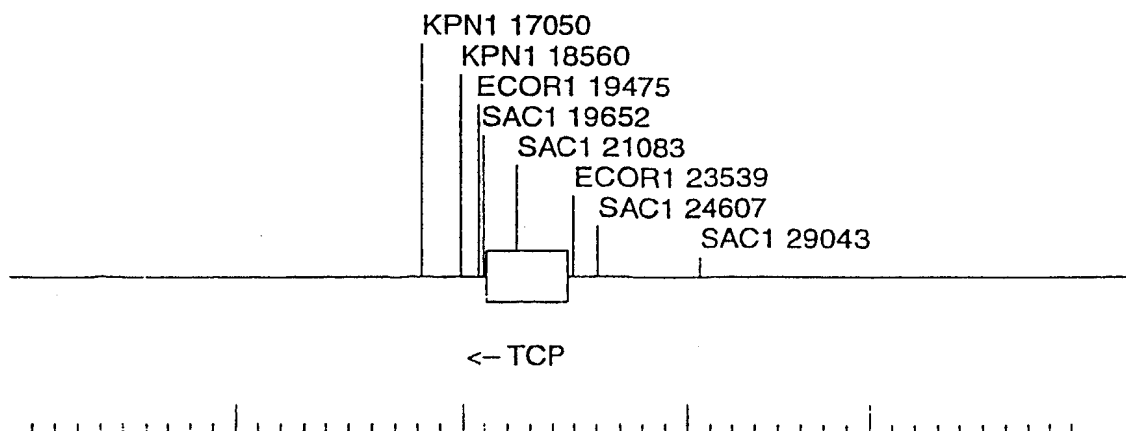 KPN1 17050
KPN1 18560
ECOR1 19475
SAC1 19652
SAC1 21083
ECOR1 23539
SAC1 24607
SAC1 29043
<– TCP